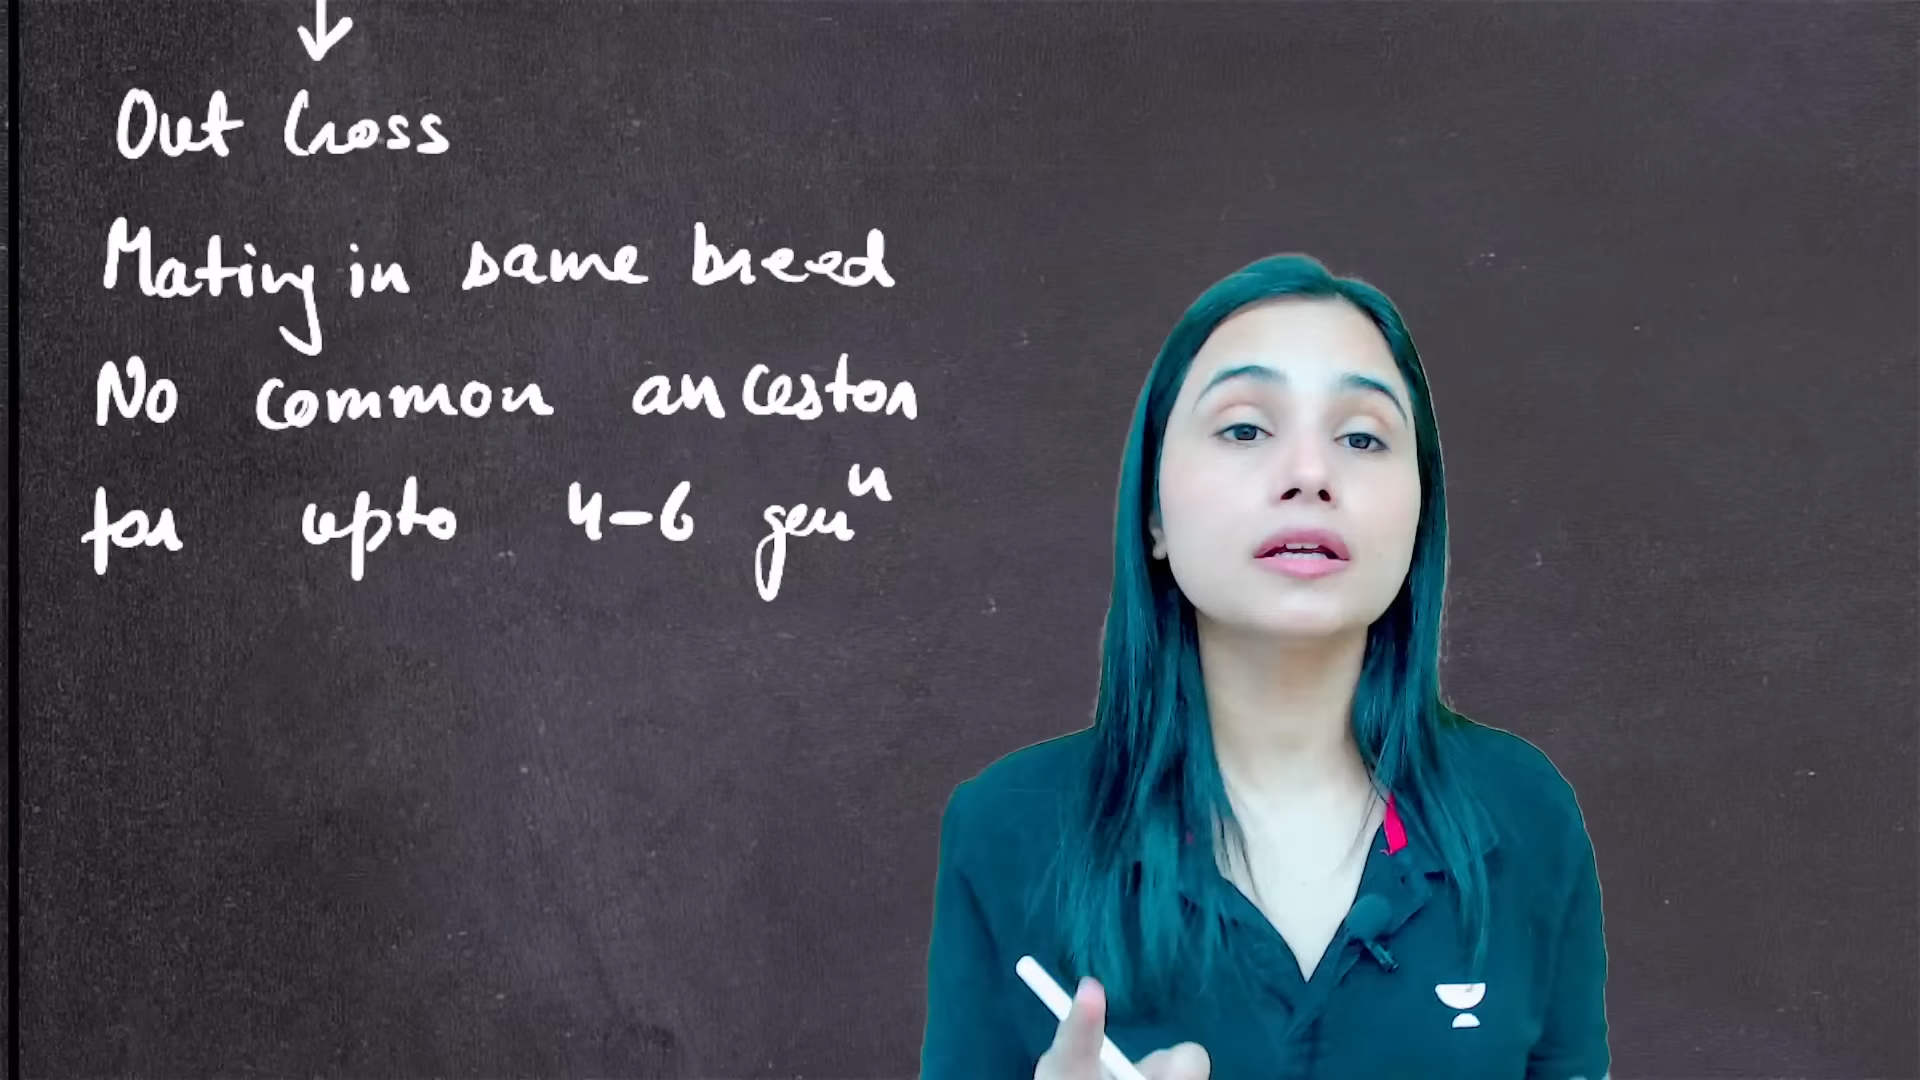 Out Cross
Mating in same breed
No common ancestor
for upto 4-6 genⁿ